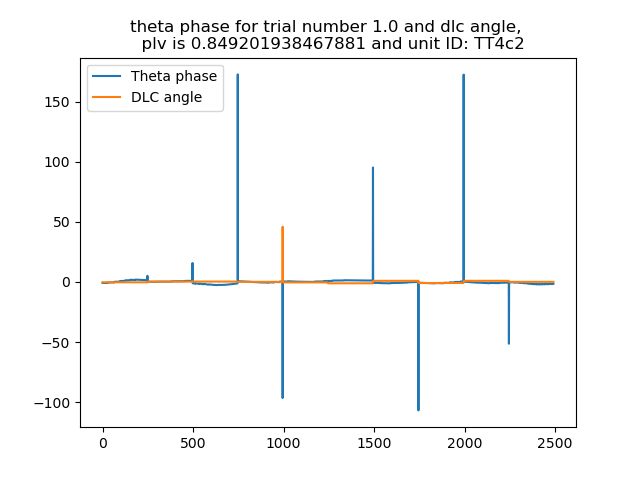 theta phase for trial number 1.0 and dlc angle,
plv is 0.849201938467881 and unit ID: TT4c2
Theta phase
DLC angle
150
100
50
0
−50
−100
0 500 1000 1500 2000 2500